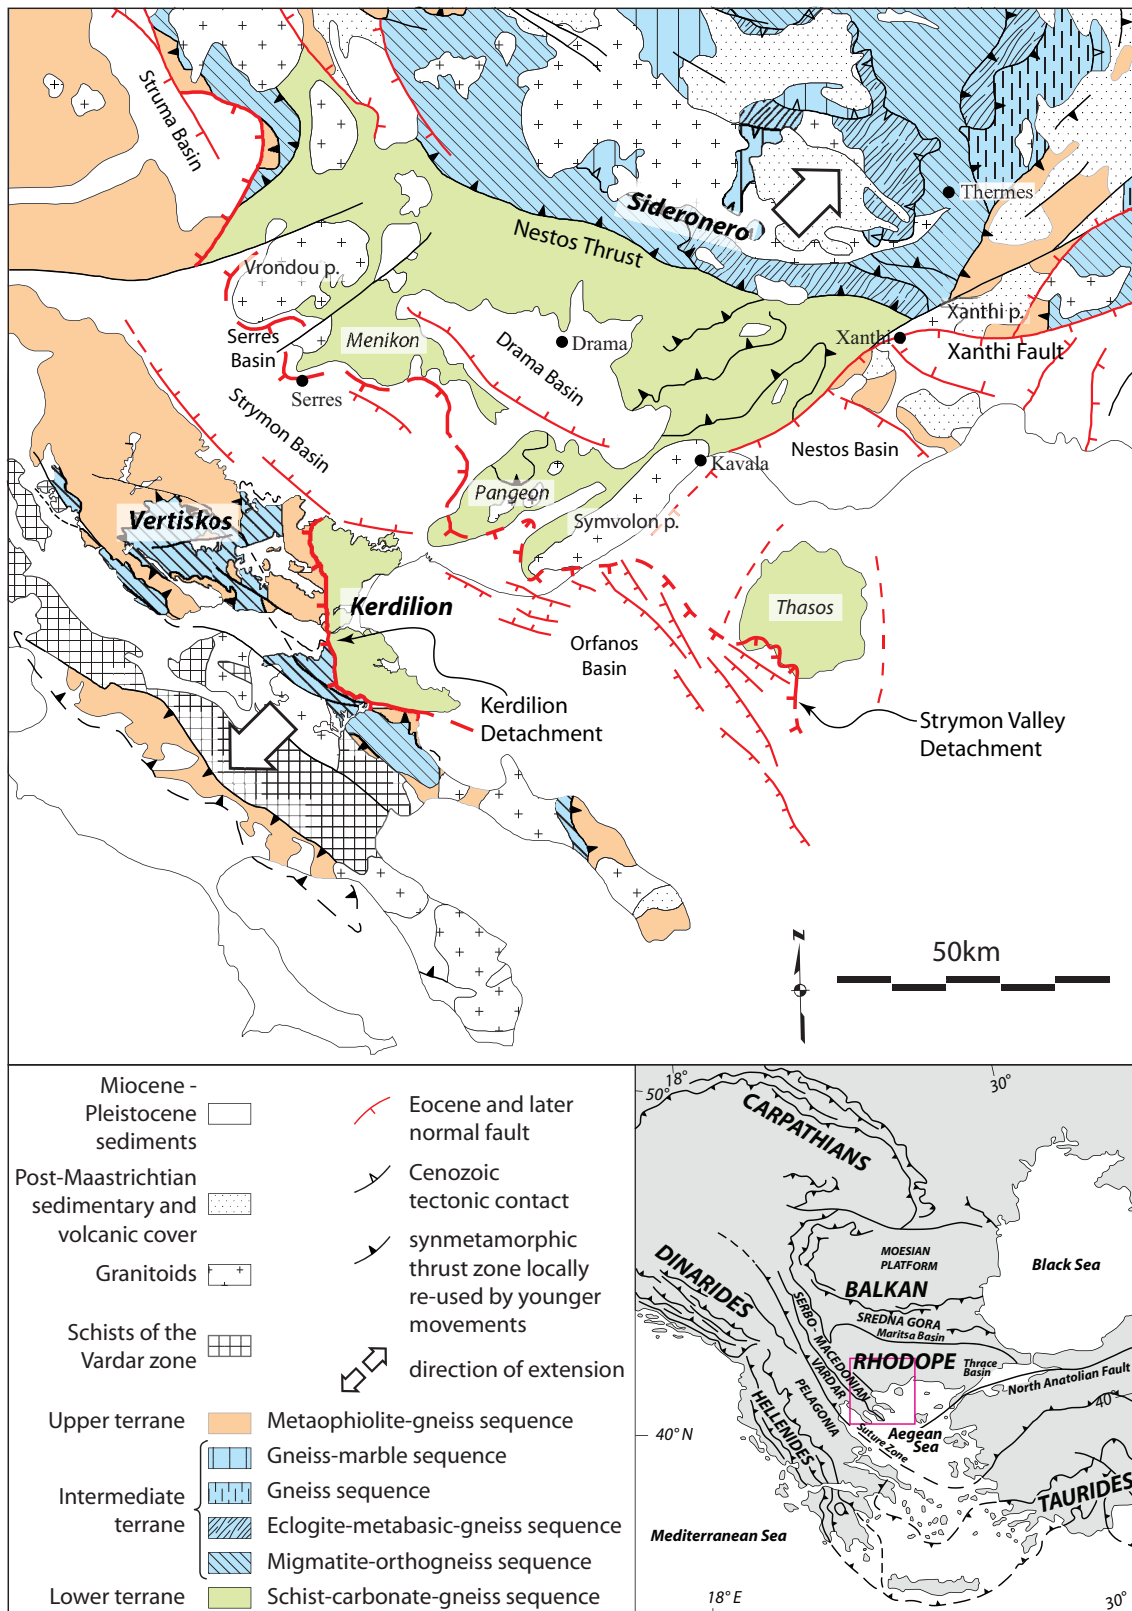 Struma Basin
Thermes
Sideronero
Nestos Thrust
Vrondou p.
Xanthi p.
Serres
Basin
Menikon
Drama
Xanthi
Xanthi Fault
Drama Basin
Serres
Strymon Basin
Nestos Basin
Kavala
Pangeon
Vertiskos
Symvolon p.
Kerdilion
Thasos
Orfanos
Basin
Kerdilion
Detachment
Strymon Valley
Detachment
N
50km
Miocene -
Pleistocene
sediments
Post-Maastrichtian
sedimentary and
volcanic cover
Granitoids
Schists of the
Vardar zone
Eocene and later
normal fault
Cenozoic
tectonic contact
synmetamorphic
thrust zone locally
re-used by younger
movements
direction of extension
Upper terrane
Metaophiolite-gneiss sequence
Intermediate
terrane
Gneiss-marble sequence
Gneiss sequence
Eclogite-metabasic-gneiss sequence
Migmatite-orthogneiss sequence
Lower terrane
Schist-carbonate-gneiss sequence
18°
30°
50°
CARPATHIANS
MOESIAN
PLATFORM
Black Sea
DINARIDES
BALKAN
SREDNA GORA
Maritsa Basin
SERBO - MACEDONIAN
RHODOPE
Thrace
Basin
VARDAR
North Anatolian Fault
40°
PELAGONIA
HELLENIDES
Suture Zone
Aegean
Sea
40° N
TAURIDES
Mediterranean Sea
18° E
30°